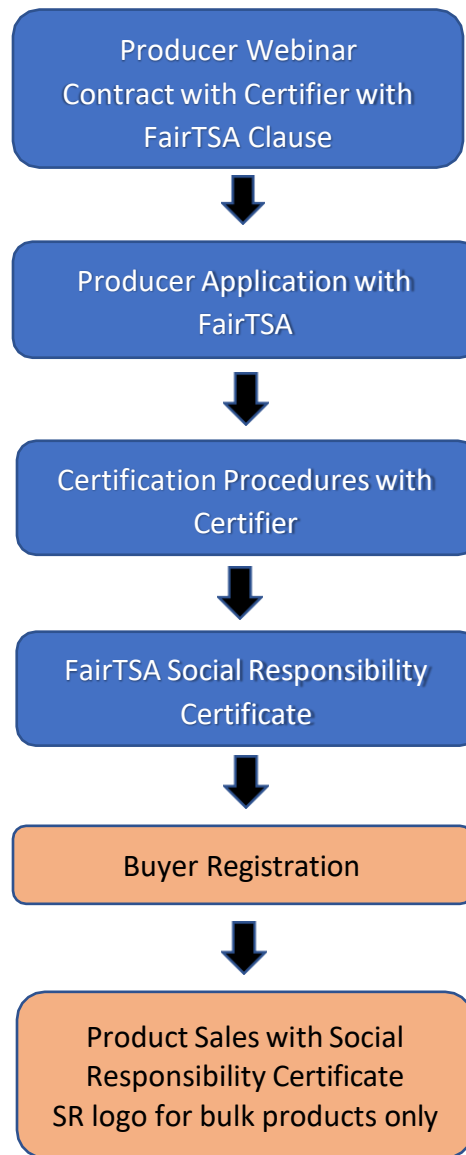 Producer Webinar
Contract with Certifier with
FairTSA Clause
Producer Application with
FairTSA
Certification Procedures with
Certifier
FairTSA Social Responsibility
Certificate
Buyer Registration
Product Sales with Social
Responsibility Certificate
SR logo for bulk products only